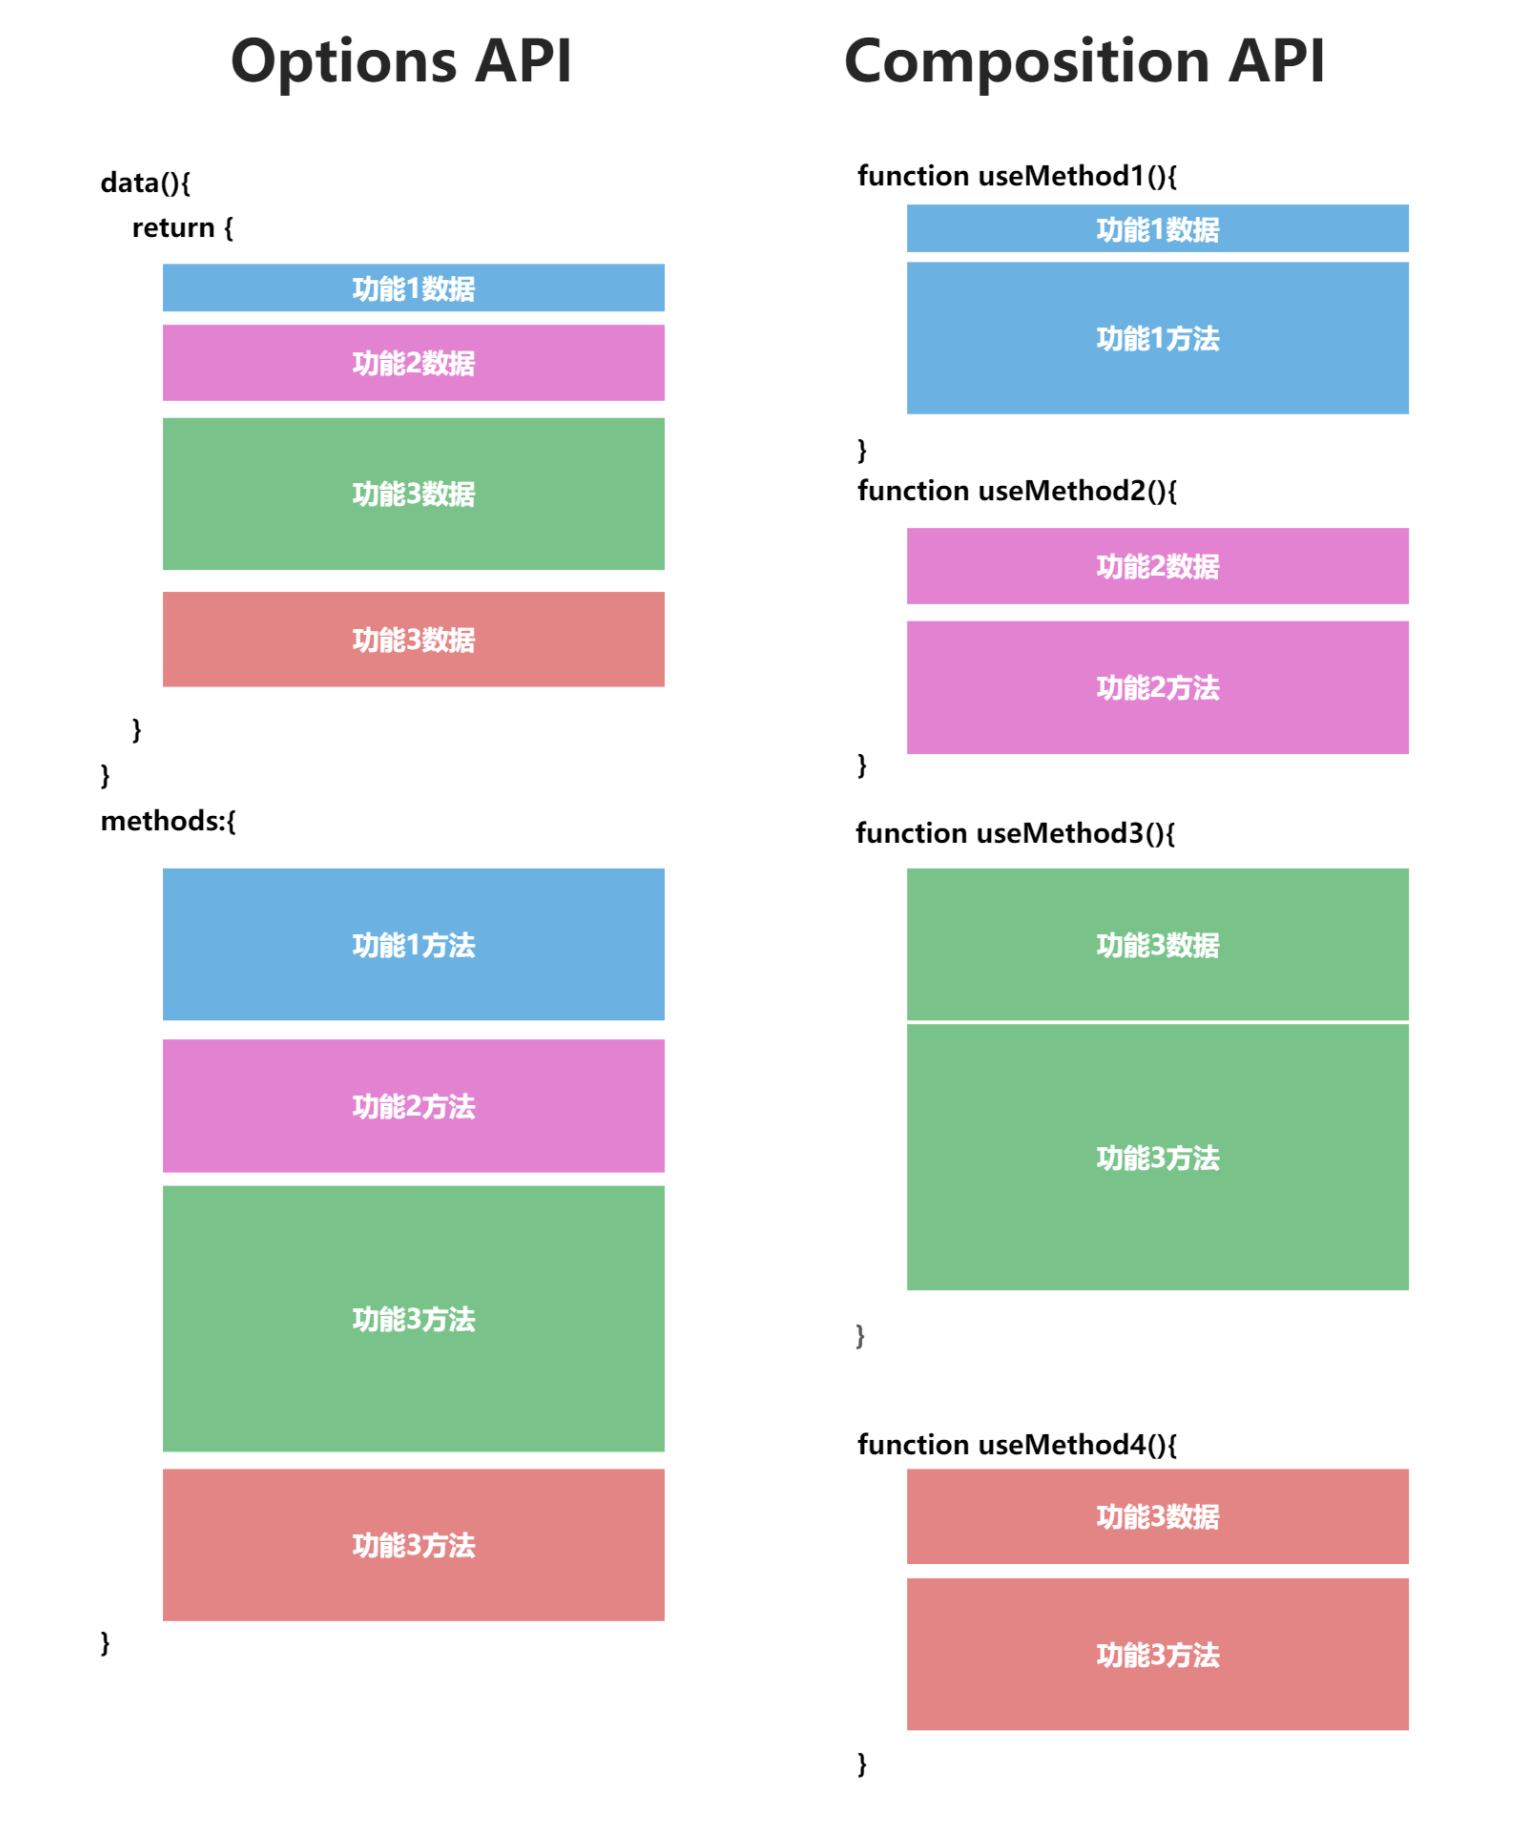 Options API
data(){
return {
功能1数据
功能2数据
功能3数据
功能3数据
}
}
methods:{
功能1方法
功能2方法
功能3方法
功能3方法
}
Composition API
function useMethod1(){
功能1数据
功能1方法
}
function useMethod2(){
功能2数据
功能2方法
}
function useMethod3(){
功能3数据
功能3方法
}
function useMethod4(){
功能3数据
功能3方法
}